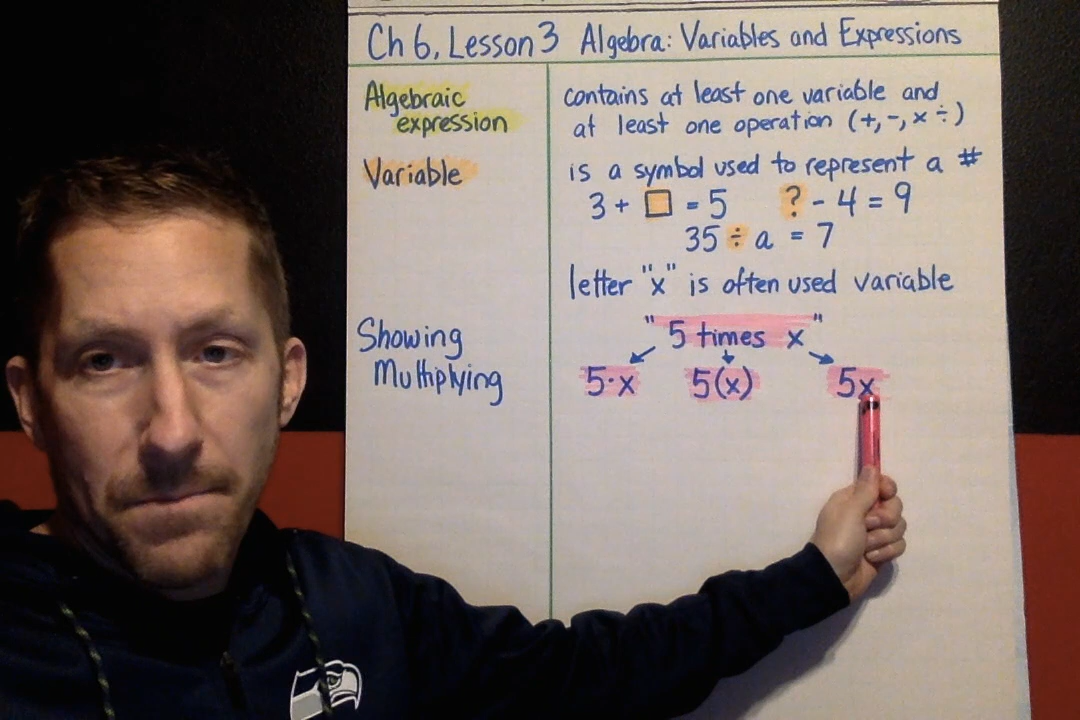 Ch 6, Lesson 3 Algebra: Variables and Expressions
Algebraic
expression
contains at least one variable and
at least one operation (+, -, × ÷)
Variable
is a symbol used to represent a #
3 + □ = 5 ? - 4 = 9
35 ÷ a = 7
letter "x" is often used variable
Showing
Multiplying
"5 times x"
5·x 5(x) 5x